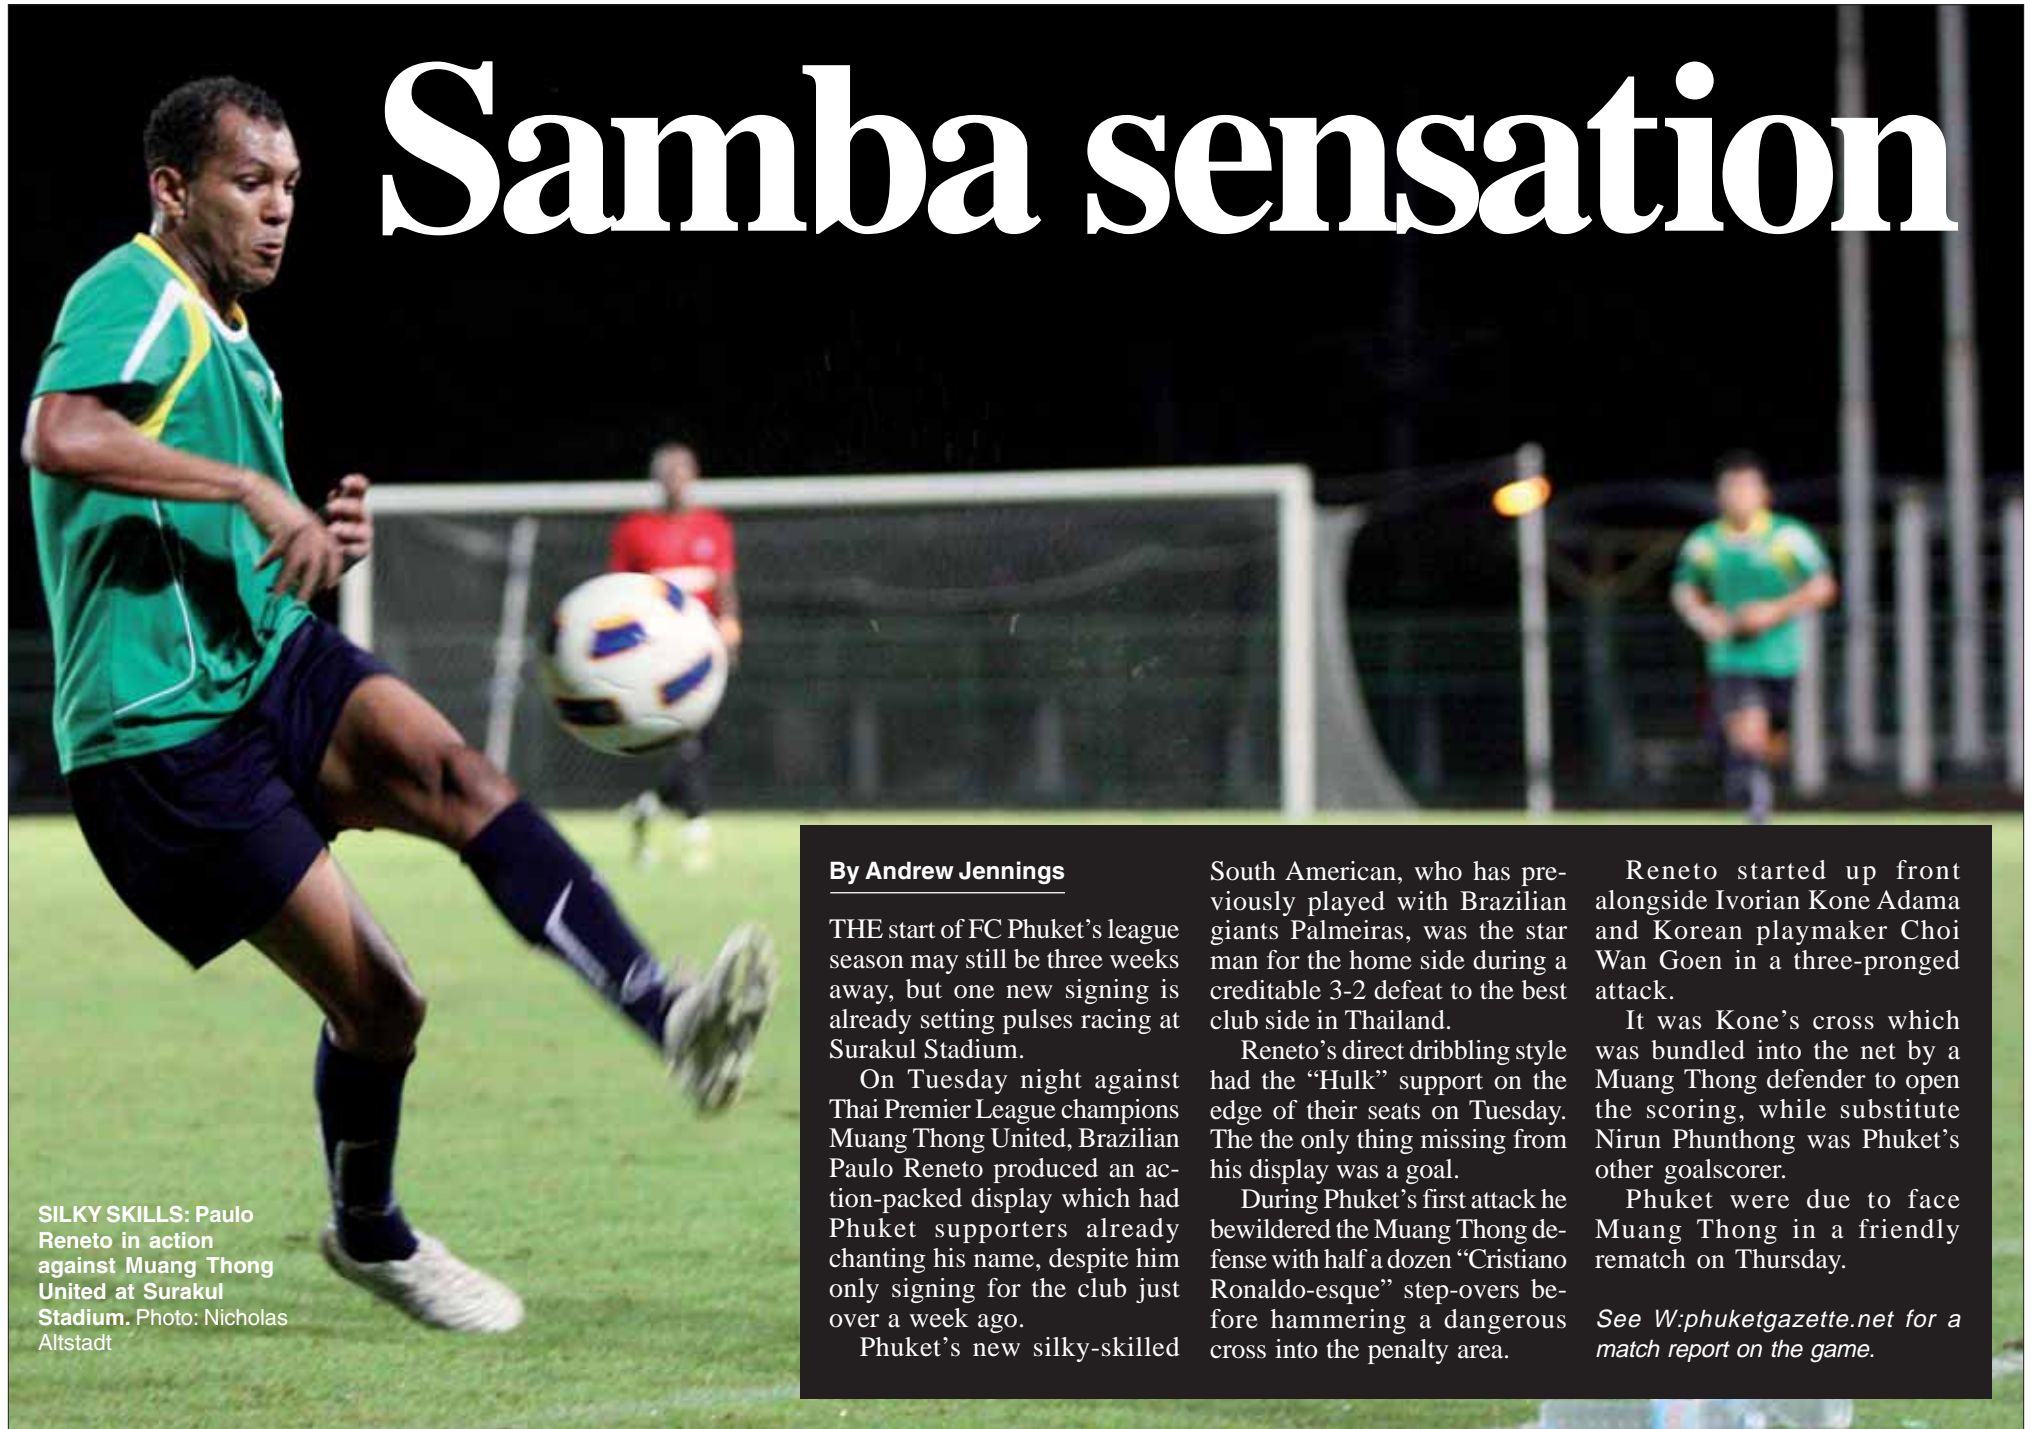 Samba sensation
By Andrew Jennings
THE start of FC Phuket’s league
season may still be three weeks
away, but one new signing is
already setting pulses racing at
Surakul Stadium.
On Tuesday night against
Thai Premier League champions
Muang Thong United, Brazilian
Paulo Reneto produced an ac-
tion-packed display which had
Phuket supporters already
chanting his name, despite him
only signing for the club just
over a week ago.
Phuket’s new silky-skilled
South American, who has pre-
viously played with Brazilian
giants Palmeiras, was the star
man for the home side during a
creditable 3-2 defeat to the best
club side in Thailand.
Reneto’s direct dribbling style
had the “Hulk” support on the
edge of their seats on Tuesday.
The the only thing missing from
his display was a goal.
During Phuket’s first attack he
bewildered the Muang Thong de-
fense with half a dozen “Cristiano
Ronaldo-esque” step-overs be-
fore hammering a dangerous
cross into the penalty area.
Reneto started up front
alongside Ivorian Kone Adama
and Korean playmaker Choi
Wan Goen in a three-pronged
attack.
It was Kone’s cross which
was bundled into the net by a
Muang Thong defender to open
the scoring, while substitute
Nirun Phunthong was Phuket’s
other goalscorer.
Phuket were due to face
Muang Thong in a friendly
rematch on Thursday.
See W:phuketgazette.net for a
match report on the game.
SILKY SKILLS: Paulo
Reneto in action
against Muang Thong
United at Surakul
Stadium. Photo: Nicholas
Altstadt